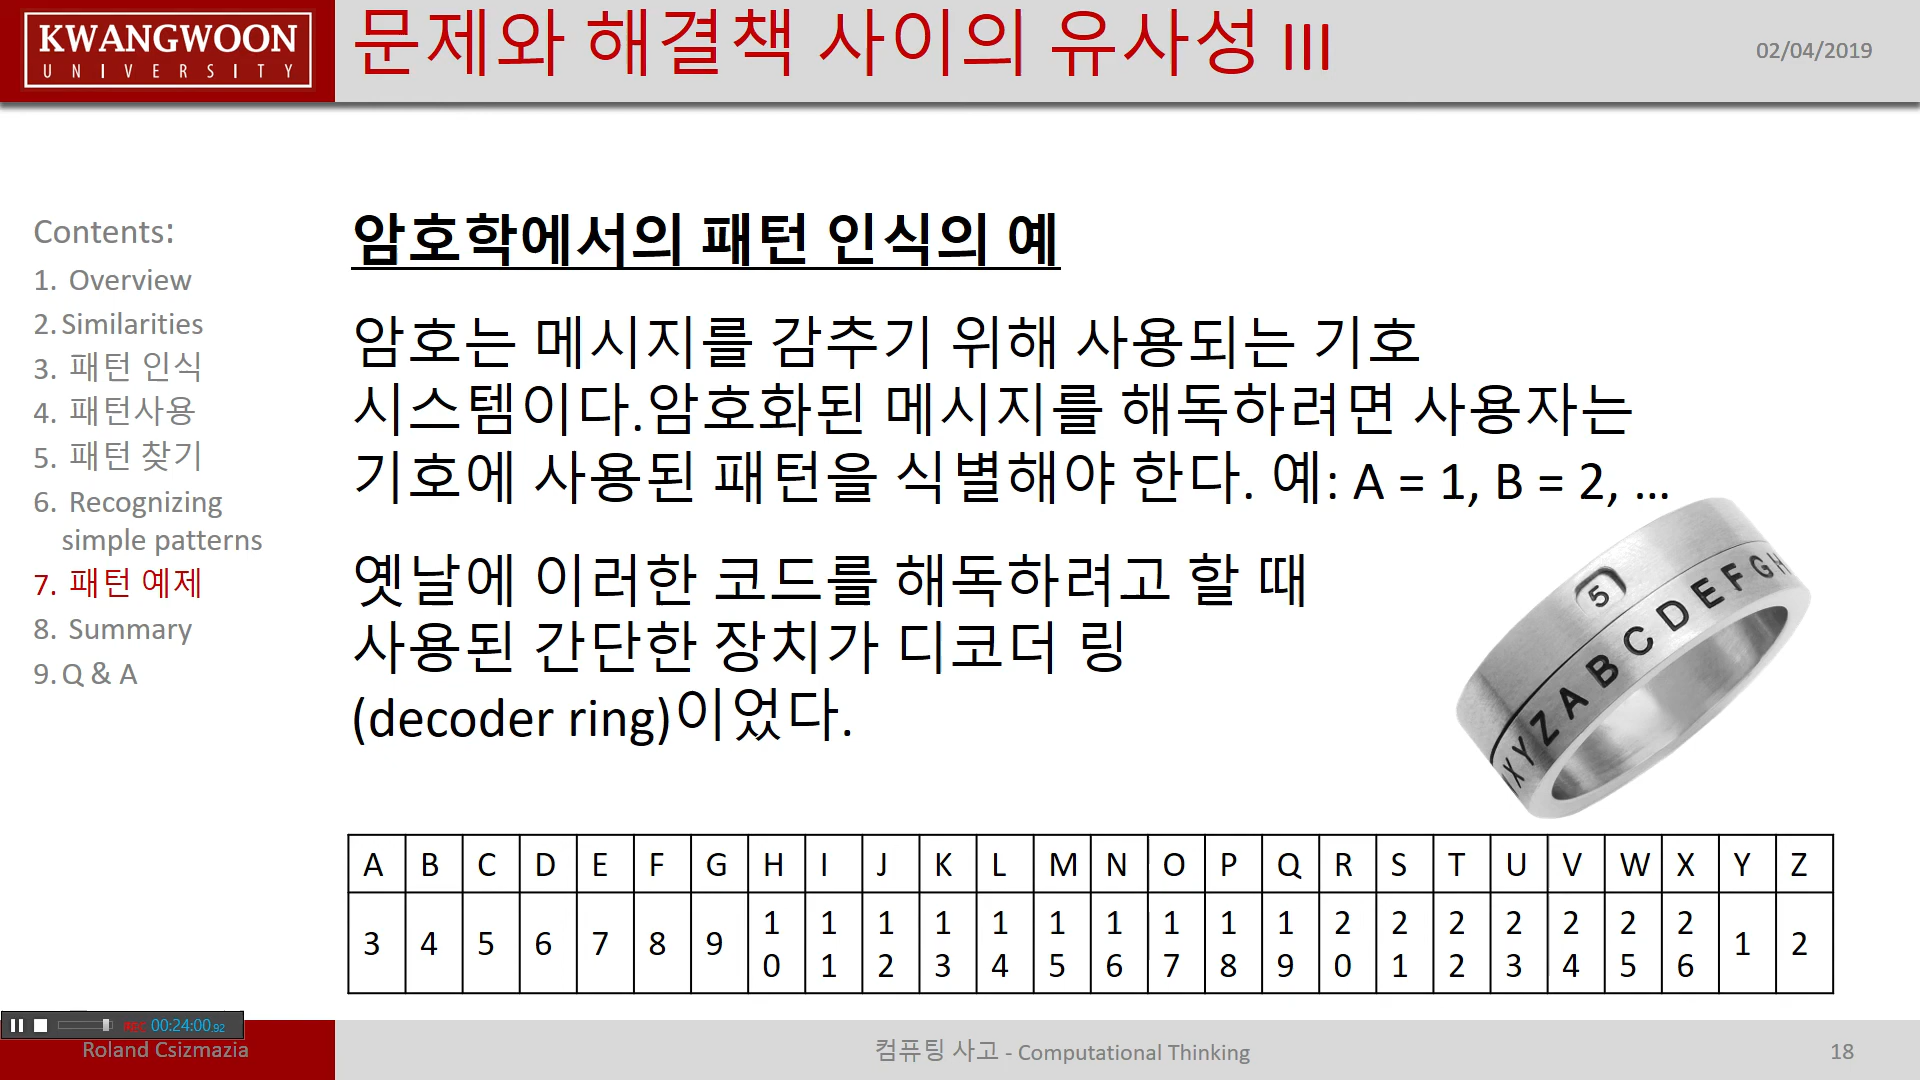 KWANGWOON
UNIVERSITY
문제와 해결책 사이의 유사성 III
02/04/2019
Contents:
1. Overview
2. Similarities
3. 패턴 인식
4. 패턴사용
5. 패턴 찾기
6. Recognizing
simple patterns
7. 패턴 예제
8. Summary
9. Q & A
암호학에서의 패턴 인식의 예
암호는 메시지를 감추기 위해 사용되는 기호
시스템이다.암호화된 메시지를 해독하려면 사용자는
기호에 사용된 패턴을 식별해야 한다. 예: A = 1, B = 2, ...
옛날에 이러한 코드를 해독하려고 할 때
사용된 간단한 장치가 디코더 링
(decoder ring)이었다.
5
X Y Z A B C D E F G H
A B C D E F G H I J K L M N O P Q R S T U V W X Y Z
3 4 5 6 7 8 9 10 11 12 13 14 15 16 17 18 19 20 21 22 23 24 25 26 1 2
REC 00:24:00.92
Roland Csizmazia
컴퓨팅 사고 - Computational Thinking
18